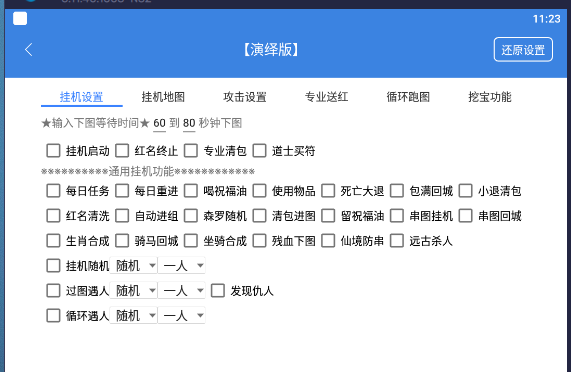 11:23
【演绎版】
还原设置
挂机设置 挂机地图 攻击设置 专业送红 循环跑图 挖宝功能
★输入下图等待时间★ 60 到 80 秒钟下图
挂机启动 红名终止 专业清包 道士买符
**********通用挂机功能************
每日任务 每日重进 喝祝福油 使用物品 死亡大退 包满回城 小退清包
红名清洗 自动进组 森罗随机 清包进图 留祝福油 串图挂机 串图回城
生肖合成 骑马回城 坐骑合成 残血下图 仙境防串 远古杀人
挂机随机 随机 一人
过图遇人 随机 一人 发现仇人
循环遇人 随机 一人